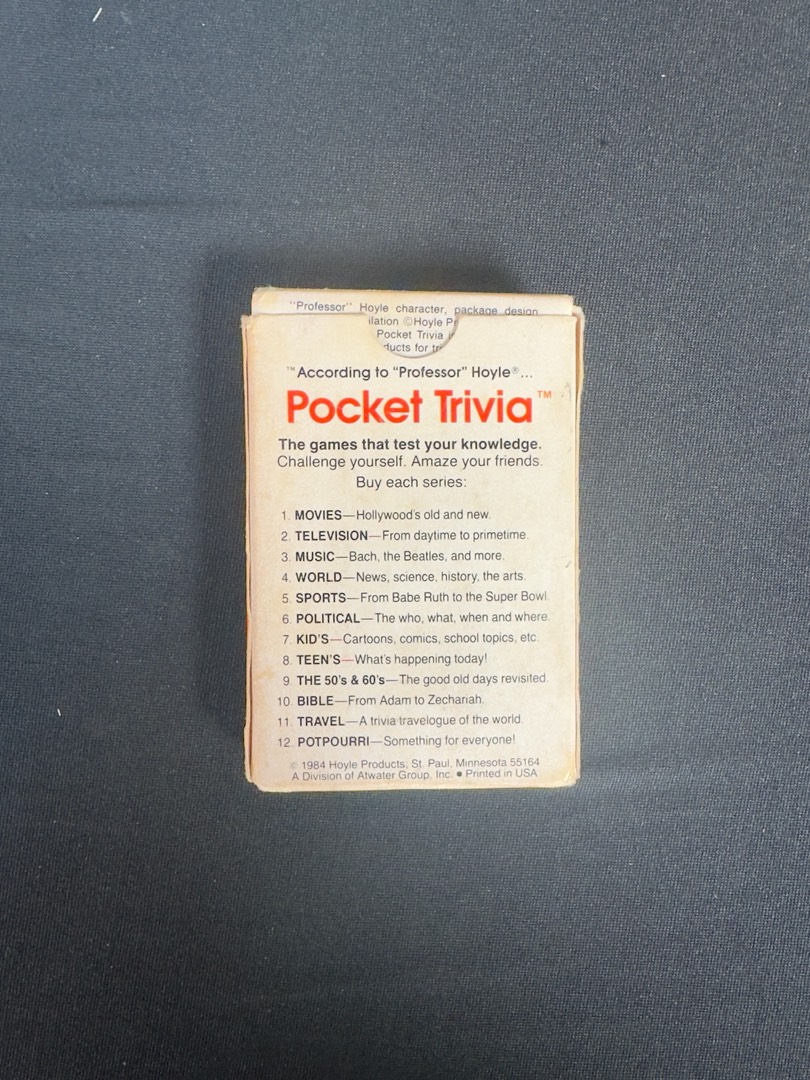 "Professor" Hoyle character, package design
lation ©Hoyle
Pocket Trivia
ducts for
™According to "Professor" Hoyle®...
Pocket Trivia™
The games that test your knowledge.
Challenge yourself. Amaze your friends.
Buy each series:
1. MOVIES—Hollywood's old and new.
2. TELEVISION—From daytime to primetime.
3. MUSIC—Bach, the Beatles, and more.
4. WORLD—News, science, history, the arts.
5. SPORTS—From Babe Ruth to the Super Bowl.
6. POLITICAL—The who, what, when and where.
7. KID'S—Cartoons, comics, school topics, etc.
8. TEEN'S—What's happening today!
9. THE 50's & 60's—The good old days revisited.
10. BIBLE—From Adam to Zechariah.
11. TRAVEL—A trivia travelogue of the world.
12. POTPOURRI—Something for everyone!
© 1984 Hoyle Products, St. Paul, Minnesota 55164
A Division of Atwater Group, Inc. ● Printed in USA